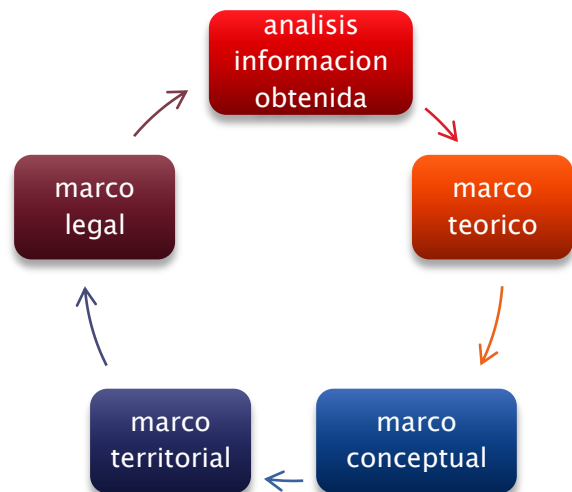 analisis
informacion
obtenida
marco
teorico
marco
conceptual
marco
territorial
marco
legal